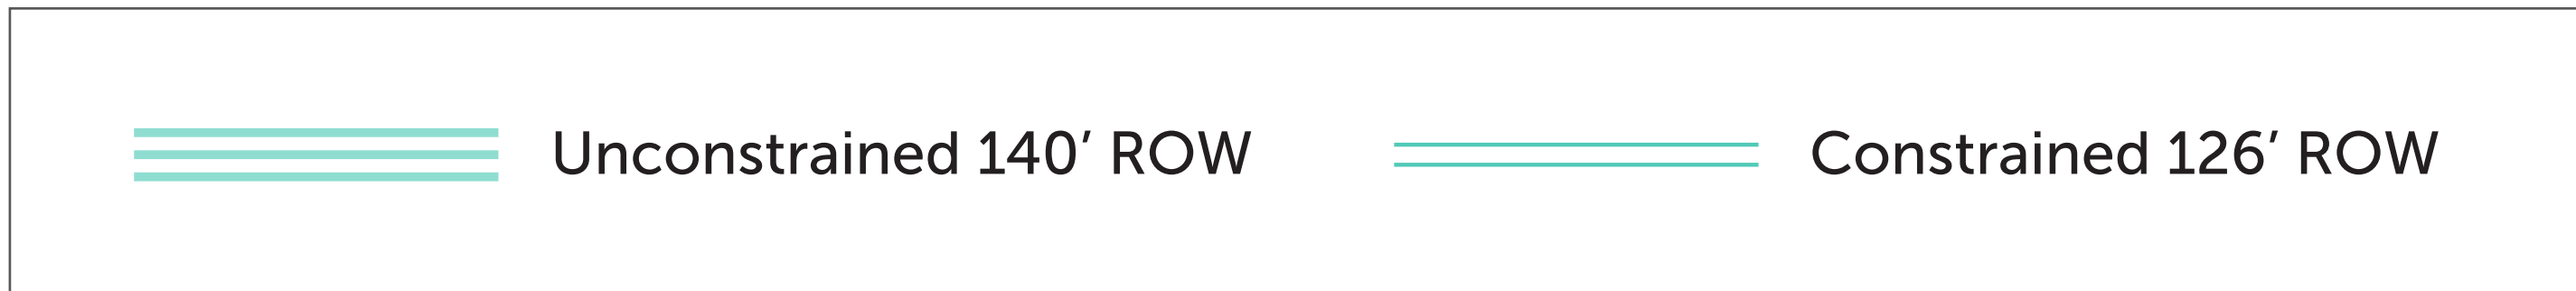 Unconstrained 140’ ROW
Constrained 126’ ROW